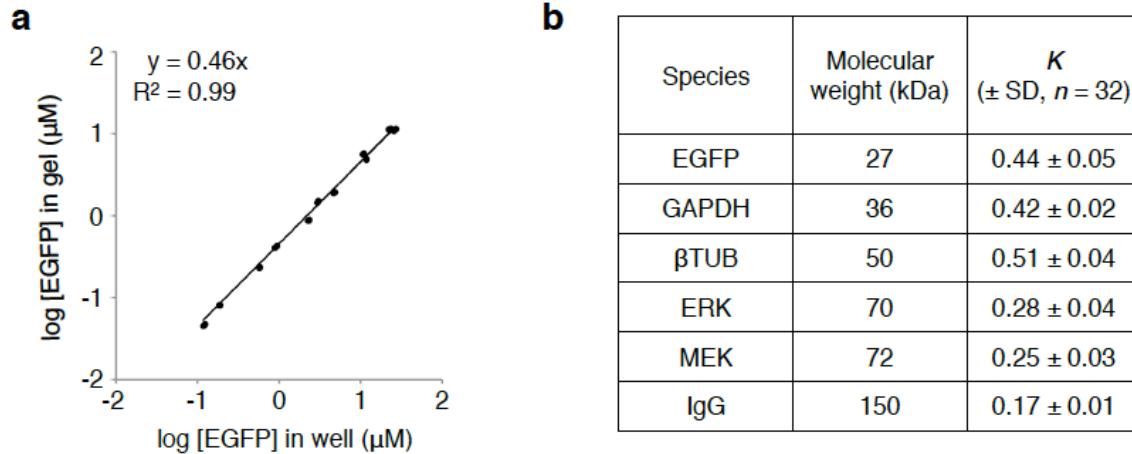 a
y = 0.46x
R² = 0.99
log [EGFP] in gel (µM)
2
1
0
-1
-2
-2 -1 0 1 2
log [EGFP] in well (µM)
b
Species Molecular weight (kDa) K (± SD, n = 32)
EGFP 27 0.44 ± 0.05
GAPDH 36 0.42 ± 0.02
βTUB 50 0.51 ± 0.04
ERK 70 0.28 ± 0.04
MEK 72 0.25 ± 0.03
IgG 150 0.17 ± 0.01